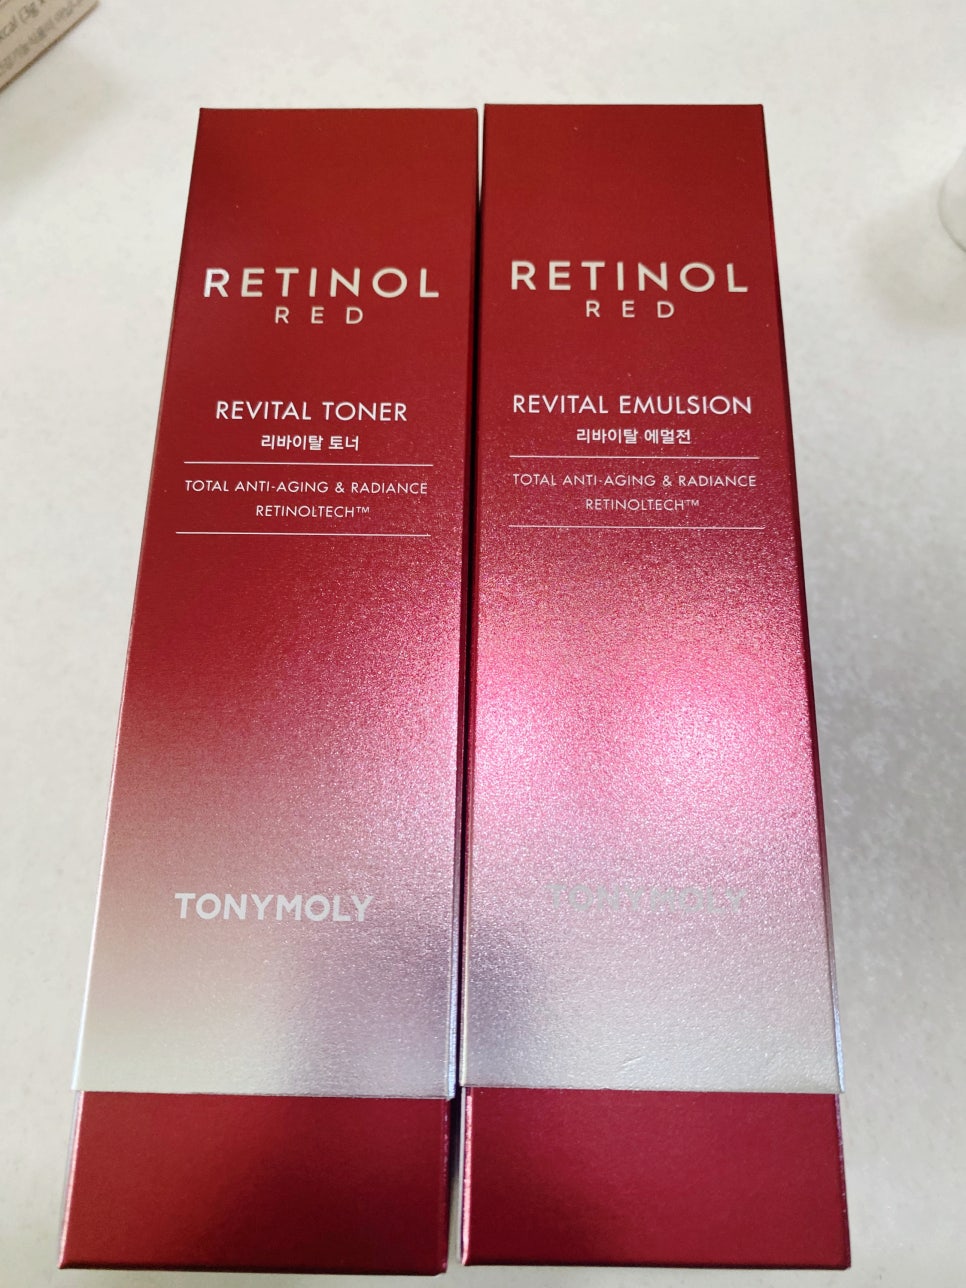 RETINOL
RED
REVITAL TONER
리바이탈 토너
TOTAL ANTI-AGING & RADIANCE
RETINOLTECH™
TONYMOLY
RETINOL
RED
REVITAL EMULSION
리바이탈 에멀전
TOTAL ANTI-AGING & RADIANCE
RETINOLTECH™
TONYMOLY